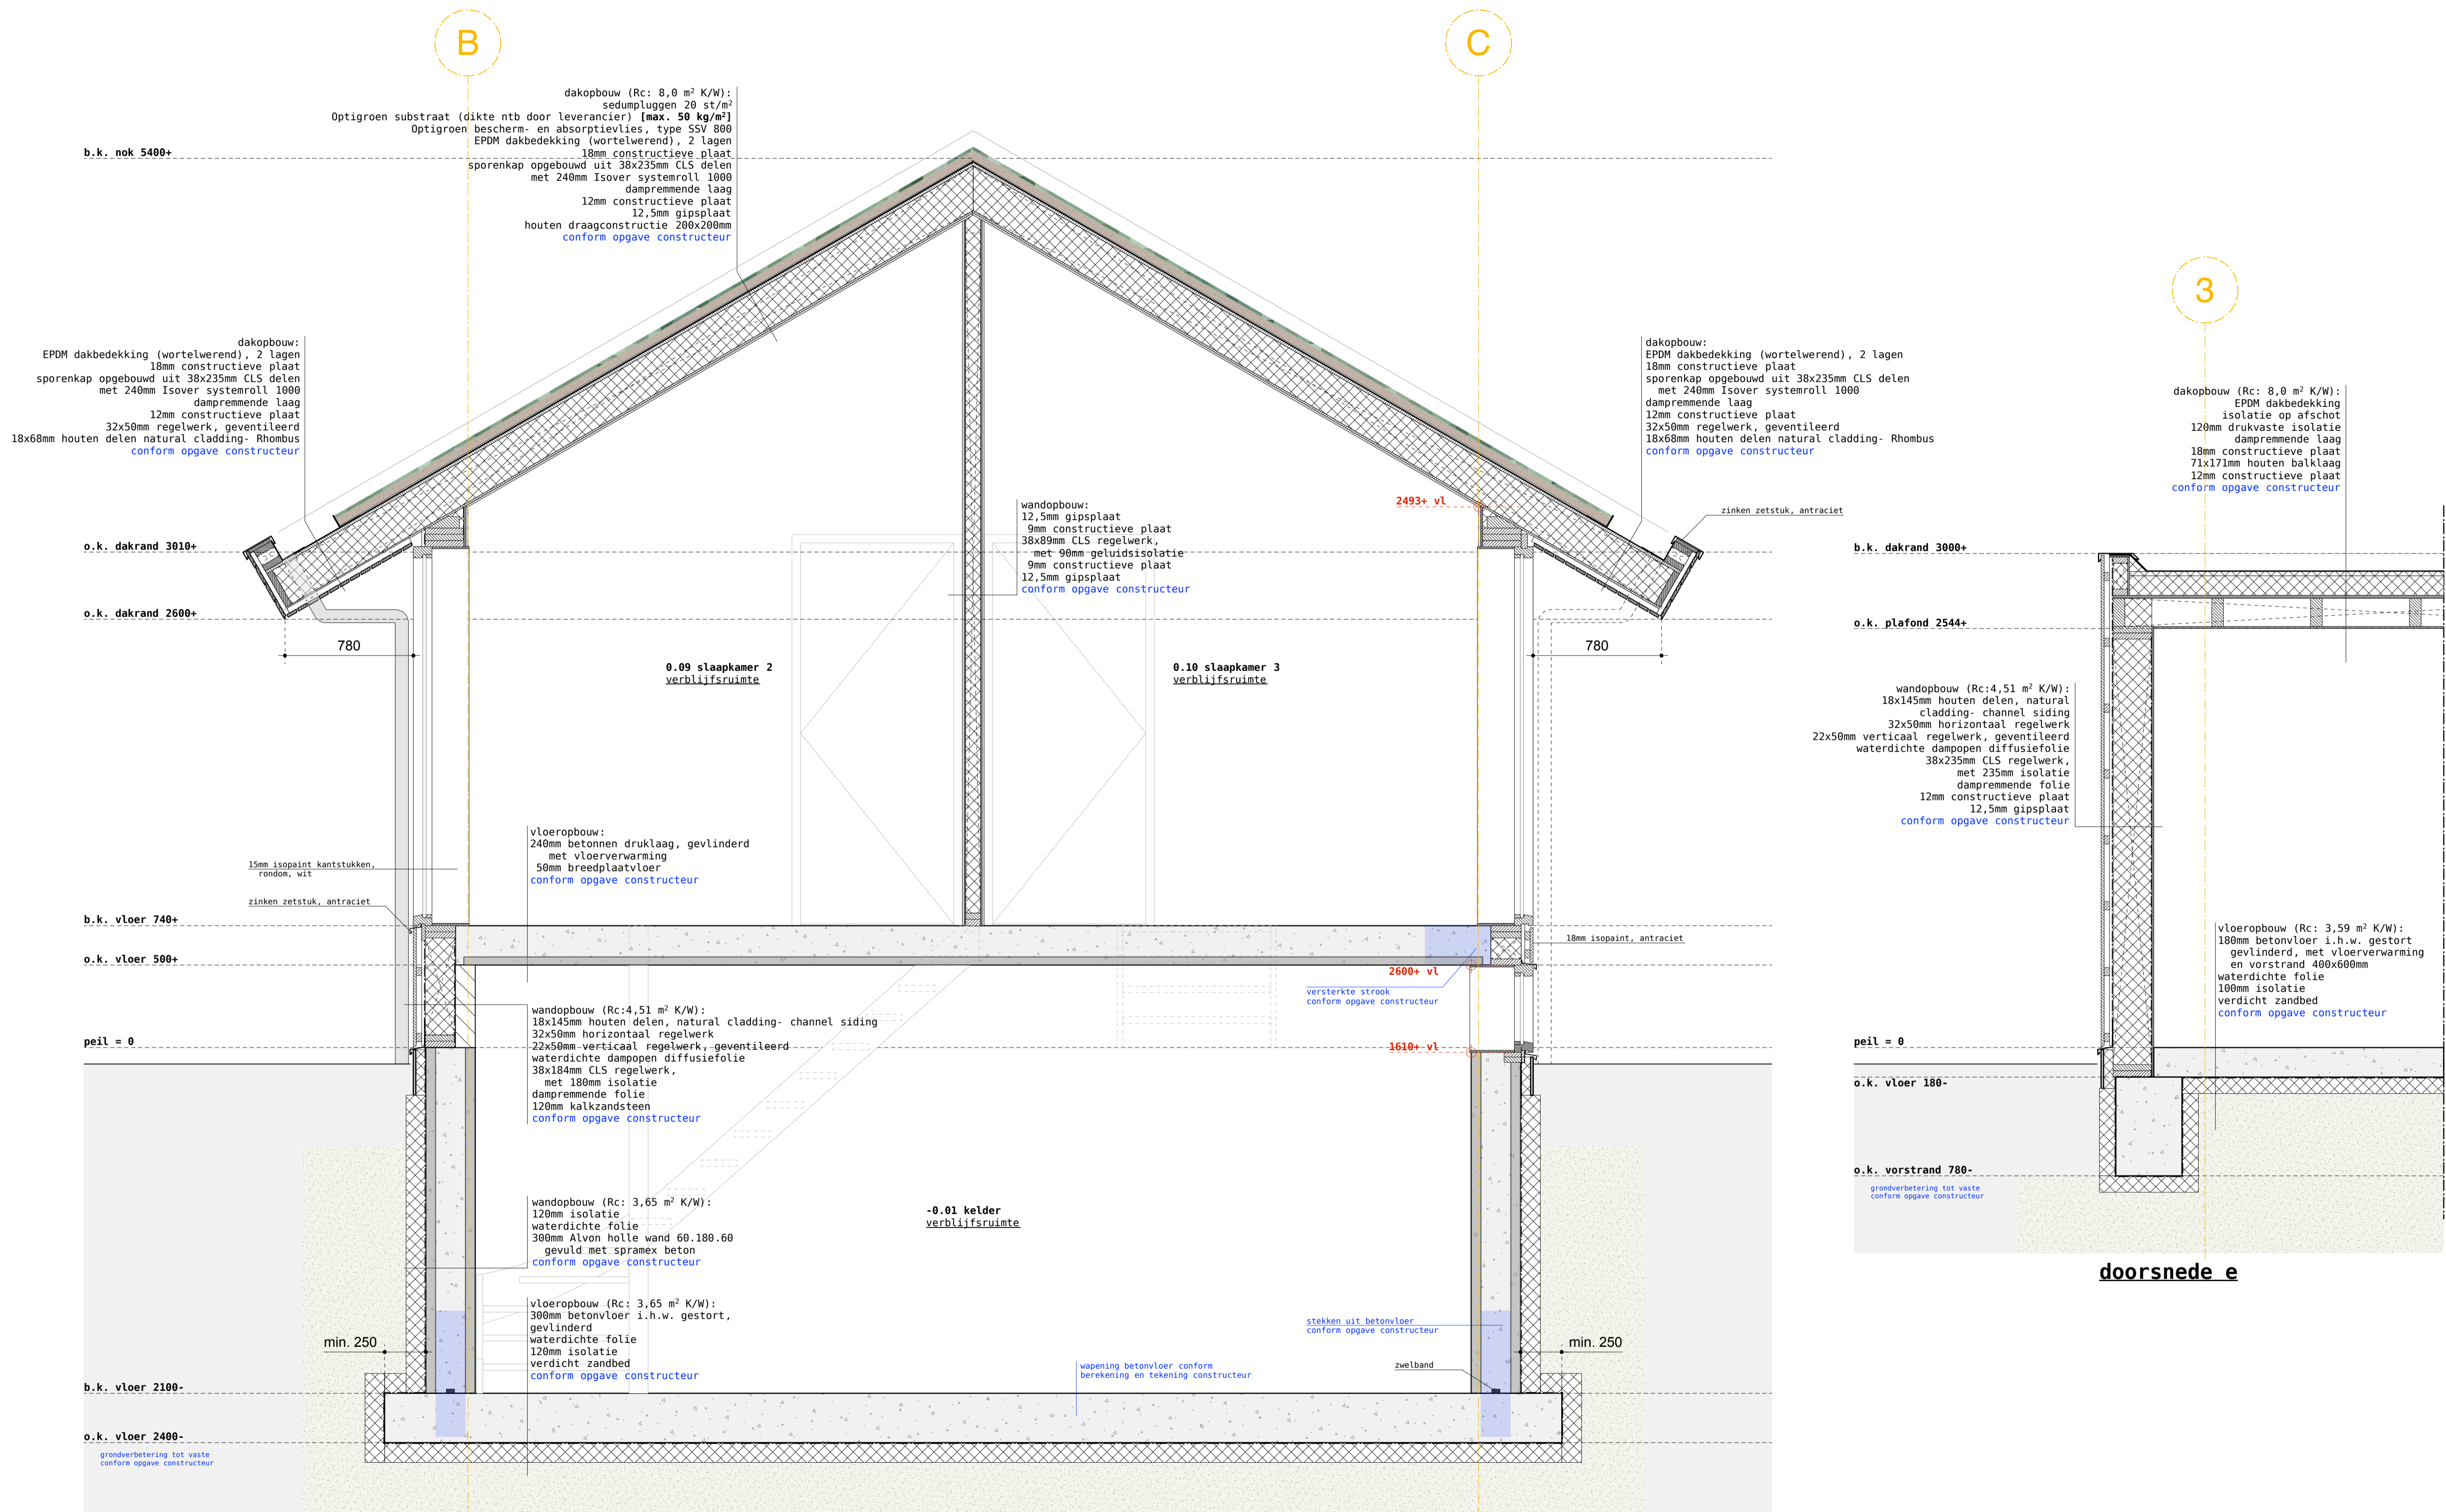 B
C
dakopbouw (Rc: 8,0 m² K/W):
sedumpluggen 20 st/m²
Optigroen substraat (dikte ntb door leverancier) [max. 50 kg/m²]
Optigroen bescherm- en absorptievlies, type SSV 800
EPDM dakbedekking (wortelwerend), 2 lagen
18mm constructieve plaat
sporenkap opgebouwd uit 38x235mm CLS delen
met 240mm Isover systemroll 1000
dampremmende laag
12mm constructieve plaat
12,5mm gipsplaat
houten draagconstructie 200x200mm
conform opgave constructeur
b.k. nok 5400+
3
dakopbouw:
EPDM dakbedekking (wortelwerend), 2 lagen
18mm constructieve plaat
sporenkap opgebouwd uit 38x235mm CLS delen
met 240mm Isover systemroll 1000
dampremmende laag
12mm constructieve plaat
32x50mm regelwerk, geventileerd
18x68mm houten delen natural cladding- Rhombus
conform opgave constructeur
dakopbouw:
EPDM dakbedekking (wortelwerend), 2 lagen
18mm constructieve plaat
sporenkap opgebouwd uit 38x235mm CLS delen
met 240mm Isover systemroll 1000
dampremmende laag
12mm constructieve plaat
32x50mm regelwerk, geventileerd
18x68mm houten delen natural cladding- Rhombus
conform opgave constructeur
dakopbouw (Rc: 8,0 m² K/W):
EPDM dakbedekking
isolatie op afschot
120mm drukvaste isolatie
dampremmende laag
18mm constructieve plaat
71x171mm houten balklaag
12mm constructieve plaat
conform opgave constructeur
wandopbouw:
12,5mm gipsplaat
9mm constructieve plaat
38x89mm CLS regelwerk,
met 90mm geluidsisolatie
9mm constructieve plaat
12,5mm gipsplaat
conform opgave constructeur
2493+ vl
zinken zetstuk, antraciet
o.k. dakrand 3010+
b.k. dakrand 3000+
o.k. dakrand 2600+
o.k. plafond 2544+
780
780
0.09 slaapkamer 2
verblijfsruimte
0.10 slaapkamer 3
verblijfsruimte
wandopbouw (Rc:4,51 m² K/W):
18x145mm houten delen, natural
cladding- channel siding
32x50mm horizontaal regelwerk
22x50mm verticaal regelwerk, geventileerd
waterdichte dampopen diffusiefolie
38x235mm CLS regelwerk,
met 235mm isolatie
dampremmende folie
12mm constructieve plaat
12,5mm gipsplaat
conform opgave constructeur
vloeropbouw:
240mm betonnen druklaag, gevlinderd
met vloerverwarming
50mm breedplaatvloer
conform opgave constructeur
15mm isopaint kantstukken,
rondom, wit
zinken zetstuk, antraciet
b.k. vloer 740+
18mm isopaint, antraciet
o.k. vloer 500+
2600+ vl
versterkte strook
conform opgave constructeur
vloeropbouw (Rc: 3,59 m² K/W):
180mm betonvloer i.h.w. gestort
gevlinderd, met vloerverwarming
en vorstrand 400x600mm
waterdichte folie
100mm isolatie
verdicht zandbed
conform opgave constructeur
wandopbouw (Rc:4,51 m² K/W):
18x145mm houten delen, natural cladding- channel siding
32x50mm horizontaal regelwerk
22x50mm verticaal regelwerk, geventileerd
waterdichte dampopen diffusiefolie
38x184mm CLS regelwerk,
met 180mm isolatie
dampremmende folie
120mm kalkzandsteen
conform opgave constructeur
peil = 0
1610+ vl
peil = 0
o.k. vloer 180-
o.k. vorstrand 780-
grondverbetering tot vaste
conform opgave constructeur
doorsnede e
wandopbouw (Rc: 3,65 m² K/W):
120mm isolatie
waterdichte folie
300mm Alvon holle wand 60.180.60
gevuld met spramex beton
conform opgave constructeur
-0.01 kelder
verblijfsruimte
vloeropbouw (Rc: 3,65 m² K/W):
300mm betonvloer i.h.w. gestort,
gevlinderd
waterdichte folie
120mm isolatie
verdicht zandbed
conform opgave constructeur
stekken uit betonvloer
conform opgave constructeur
min. 250
min. 250
zwelband
wapening betonvloer conform
berekening en tekening constructeur
b.k. vloer 2100-
o.k. vloer 2400-
grondverbetering tot vaste
conform opgave constructeur